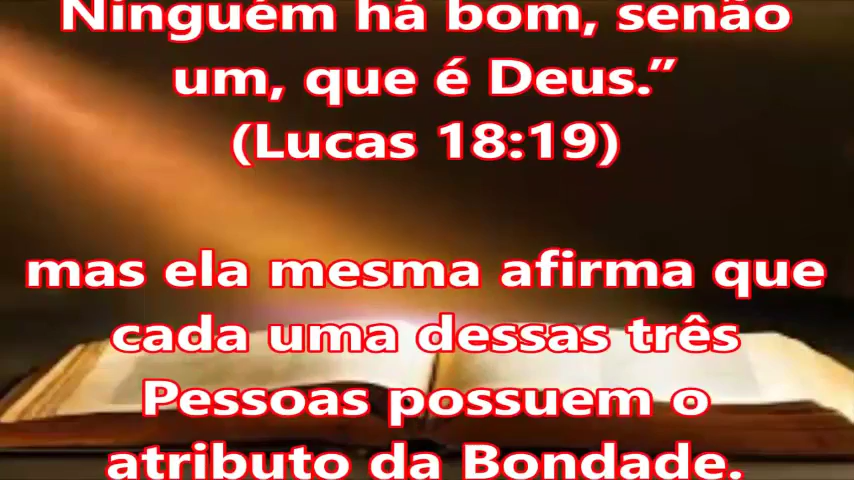 Ninguém há bom, senão
um, que é Deus.”
(Lucas 18:19)
mas ela mesma afirma que
cada uma dessas três
Pessoas possuem o
atributo da Bondade.